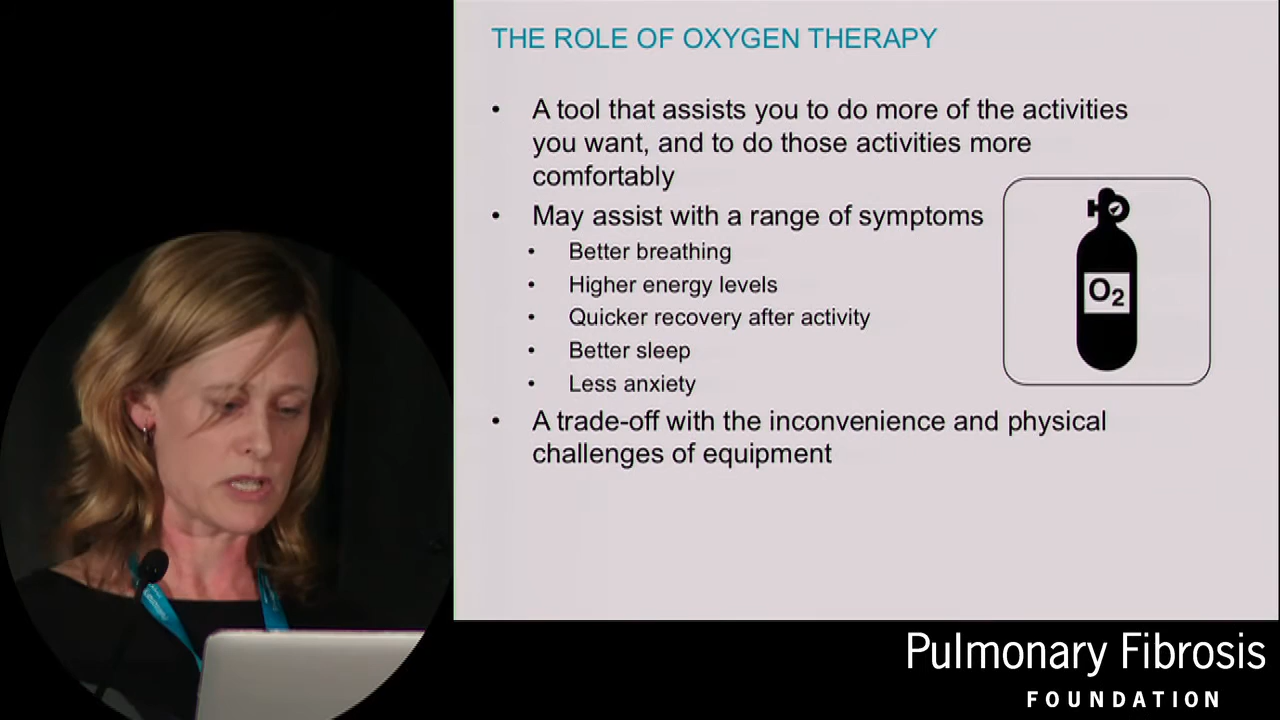 THE ROLE OF OXYGEN THERAPY
• A tool that assists you to do more of the activities
you want, and to do those activities more
comfortably
• May assist with a range of symptoms
• Better breathing
• Higher energy levels
• Quicker recovery after activity
• Better sleep
• Less anxiety
• A trade-off with the inconvenience and physical
challenges of equipment
O2
Pulmonary Fibrosis
FOUNDATION